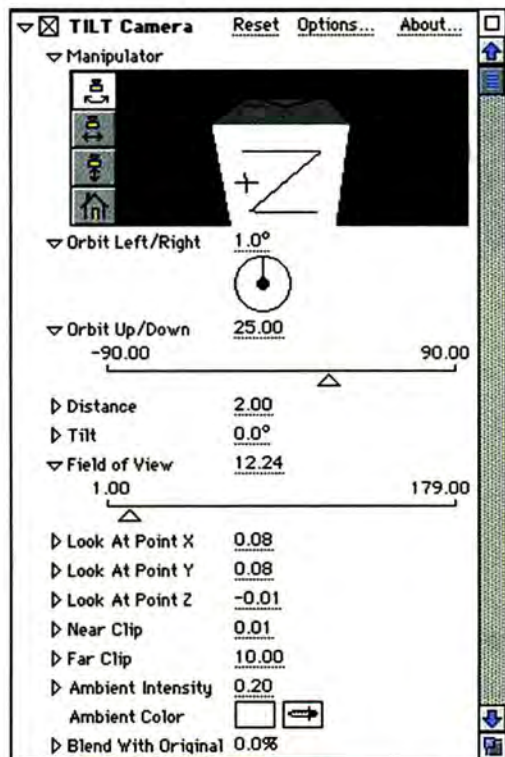 TILT Camera Reset Options... About...
Manipulator
Z
Orbit Left/Right 1.0°
Orbit Up/Down 25.00
-90.00 90.00
Distance 2.00
Tilt 0.0°
Field of View 12.24
1.00 179.00
Look At Point X 0.08
Look At Point Y 0.08
Look At Point Z -0.01
Near Clip 0.01
Far Clip 10.00
Ambient Intensity 0.20
Ambient Color
Blend With Original 0.0%